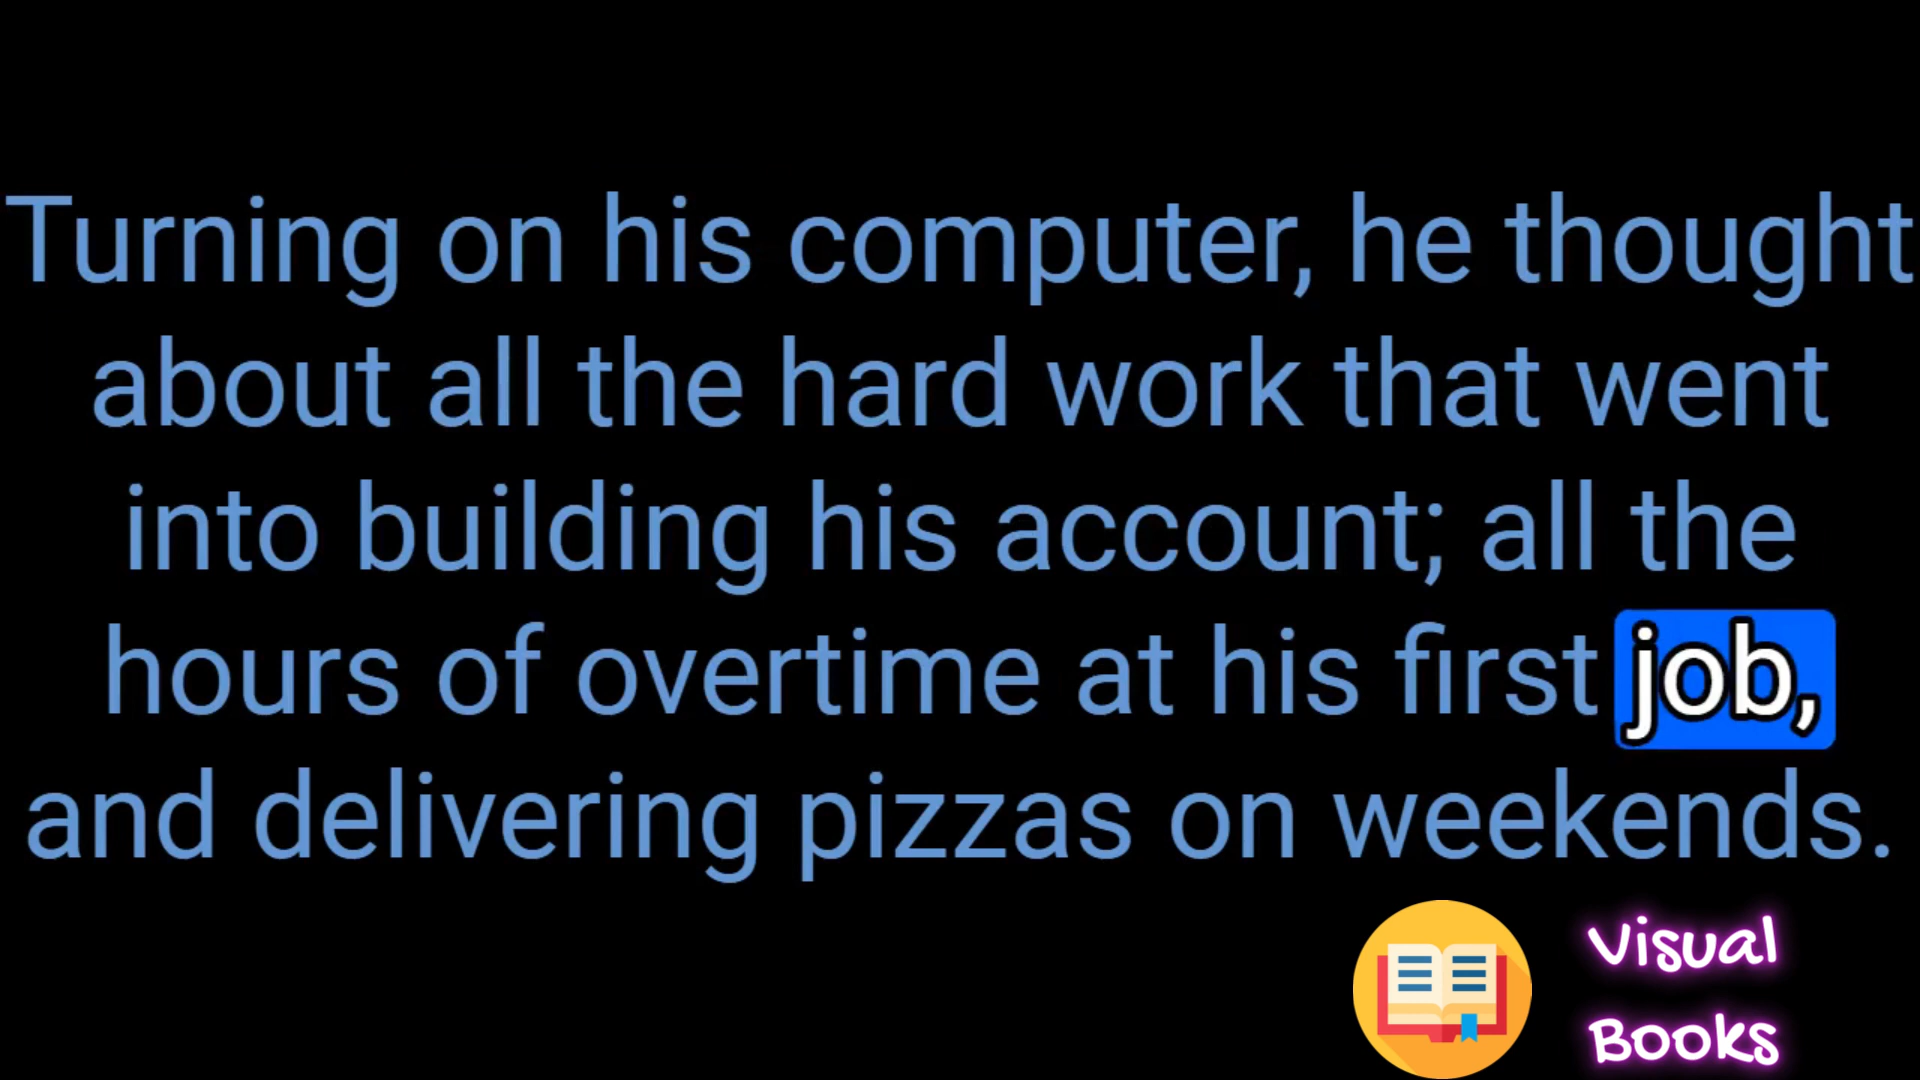 Turning on his computer, he thought
about all the hard work that went
into building his account; all the
hours of overtime at his first job,
and delivering pizzas on weekends.
Visual
Books